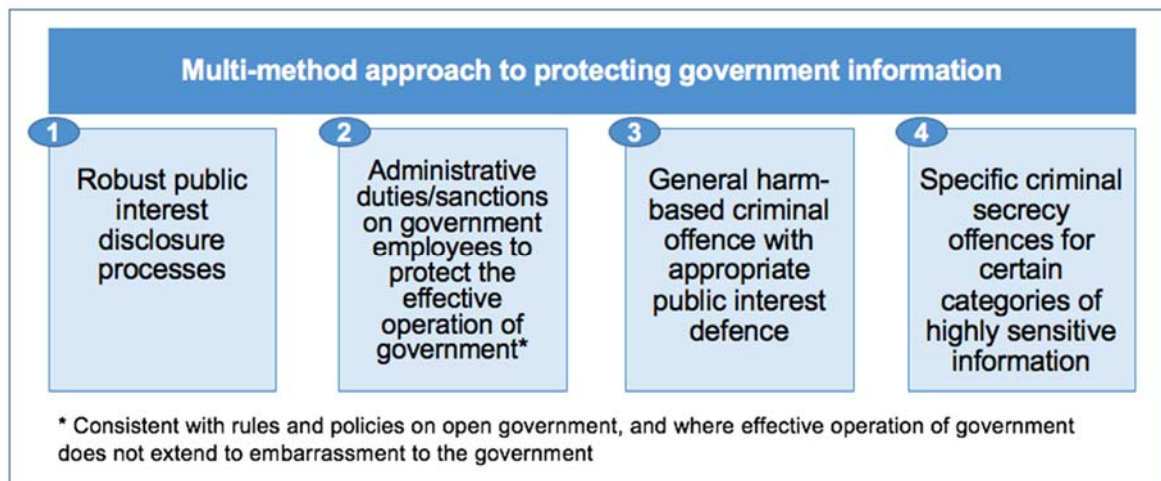 Multi-method approach to protecting government information
1
Robust public
interest
disclosure
processes
2
Administrative
duties/sanctions
on government
employees to
protect the
effective
operation of
government*
3
General harm-
based criminal
offence with
appropriate
public interest
defence
4
Specific criminal
secrecy
offences for
certain
categories of
highly sensitive
information
* Consistent with rules and policies on open government, and where effective operation of government
does not extend to embarrassment to the government